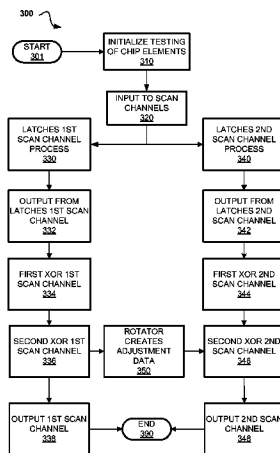 300
START
301
INITIALIZE TESTING
OF CHIP ELEMENTS
310
INPUT TO SCAN
CHANNELS
320
LATCHES 1ST
SCAN CHANNEL
PROCESS
330
LATCHES 2ND
SCAN CHANNEL
PROCESS
340
OUTPUT FROM
LATCHES 1ST SCAN
CHANNEL
332
OUTPUT FROM
LATCHES 2ND SCAN
CHANNEL
342
FIRST XOR 1ST
SCAN CHANNEL
334
FIRST XOR 2ND
SCAN CHANNEL
344
SECOND XOR 1ST
SCAN CHANNEL
336
ROTATOR
CREATES
ADJUSTMENT
DATA
350
SECOND XOR 2ND
SCAN CHANNEL
346
OUTPUT 1ST SCAN
CHANNEL
338
END
390
OUTPUT 2ND SCAN
CHANNEL
348